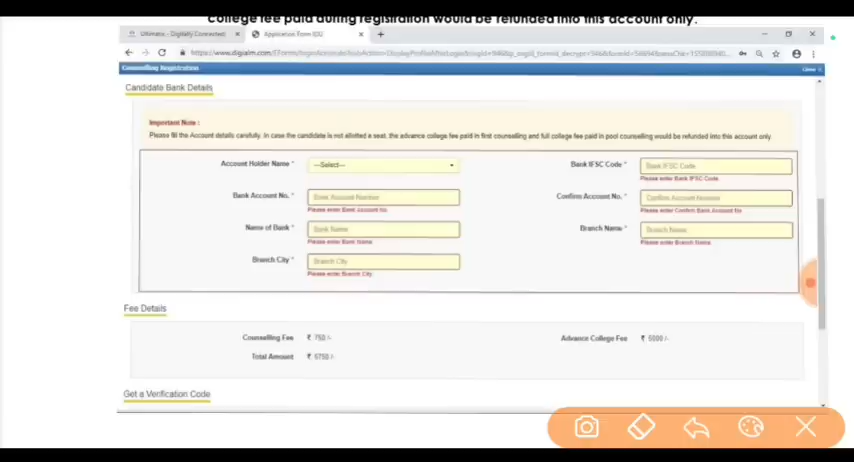 college fee paid during registration would be refunded into this account only.
Application Form IDU
Counselling Registration
Candidate Bank Details
Important Note :
Please fill the Account details carefully. In case the candidate is not allotted a seat, the advance college fee paid in first counselling and full college fee paid in pool counselling would be refunded into this account only.
Account Holder Name * ---Select--- Bank IFSC Code * Bank IFSC Code
Please enter Bank IFSC Code
Bank Account No. * Bank Account Number Confirm Account No. * Confirm Account Number
Please enter Bank Account No. Please enter Confirm Bank Account No
Name of Bank * Bank Name Branch Name * Branch Name
Please enter Bank Name Please enter Branch Name
Branch City * Branch City
Please enter Branch City
Fee Details
Counselling Fee ₹ 750 /- Advance College Fee ₹ 5000 /-
Total Amount ₹ 5750 /-
Get a Verification Code